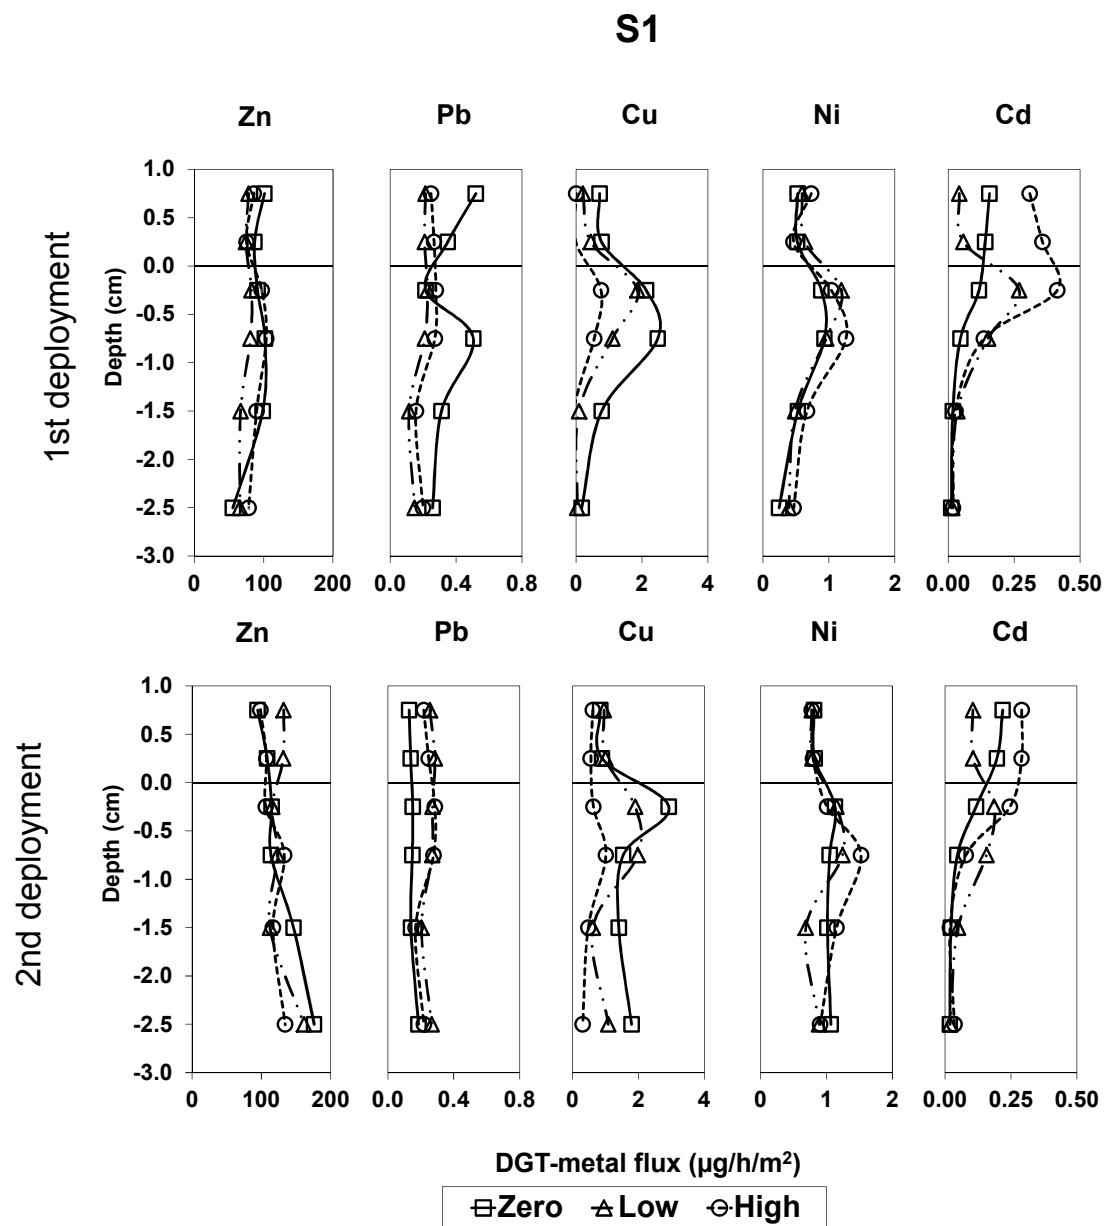 S1
Zn Pb Cu Ni Cd
1st deployment
Depth (cm)
1.0
0.5
0.0
-0.5
-1.0
-1.5
-2.0
-2.5
-3.0
0 100 200 0.0 0.4 0.8 0 2 4 0 1 2 0.00 0.25 0.50
Zn Pb Cu Ni Cd
2nd deployment
Depth (cm)
1.0
0.5
0.0
-0.5
-1.0
-1.5
-2.0
-2.5
-3.0
0 100 200 0.0 0.4 0.8 0 2 4 0 1 2 0.00 0.25 0.50
DGT-metal flux (µg/h/m²)
Zero Low High